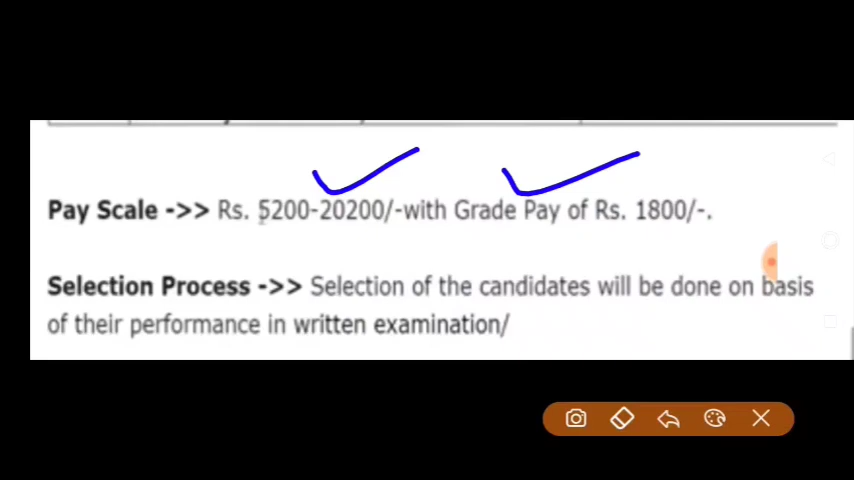 Pay Scale ->> Rs. 5200-20200/-with Grade Pay of Rs. 1800/-.
Selection Process ->> Selection of the candidates will be done on basis
of their performance in written examination/